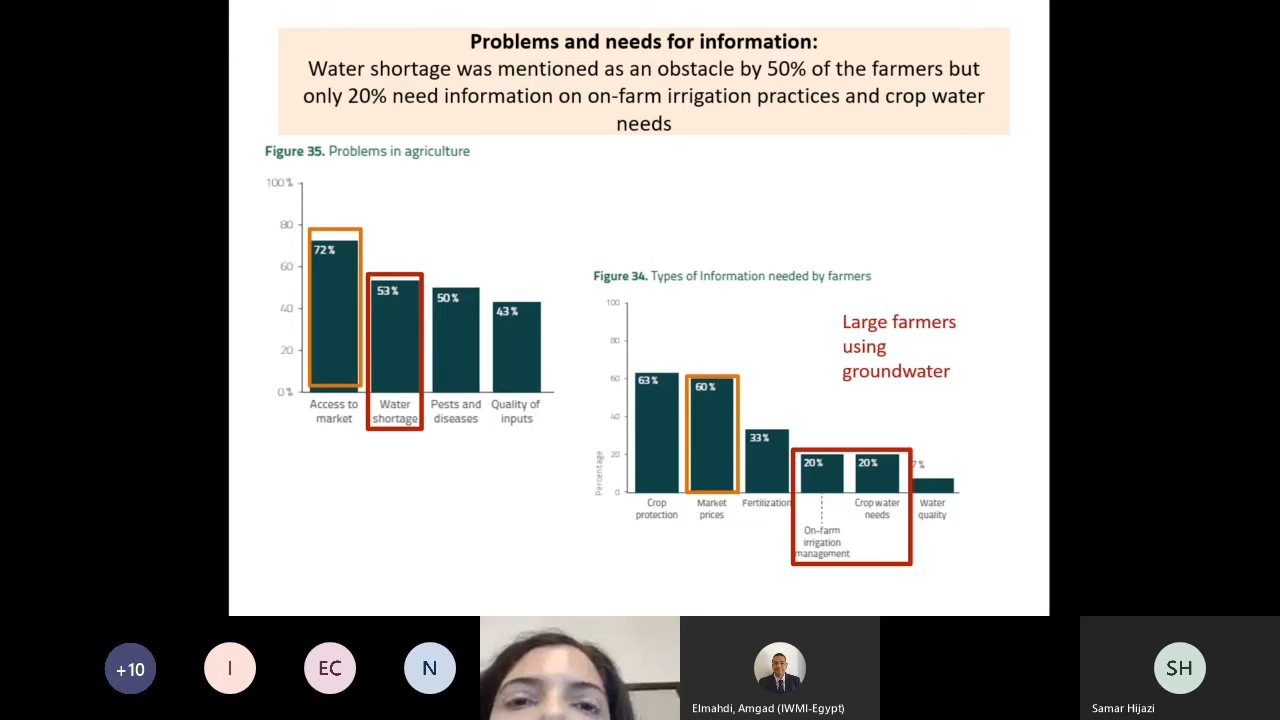 Problems and needs for information:
Water shortage was mentioned as an obstacle by 50% of the farmers but
only 20% need information on on-farm irrigation practices and crop water
needs
Figure 35. Problems in agriculture
100%
80
60
40
20
0%
72%
53%
50%
43%
Access to
market
Water
shortage
Pests and
diseases
Quality of
inputs
Figure 34. Types of Information needed by farmers
Large farmers
using
groundwater
Percentage
100
80
60
40
20
0
63%
60%
33%
20%
20%
7%
Crop
protection
Market
prices
Fertilization
On-farm
irrigation
management
Crop water
needs
Water
quality
+10
I
EC
N
Elmahdi, Amgad (IWMI-Egypt)
SH
Samar Hijazi